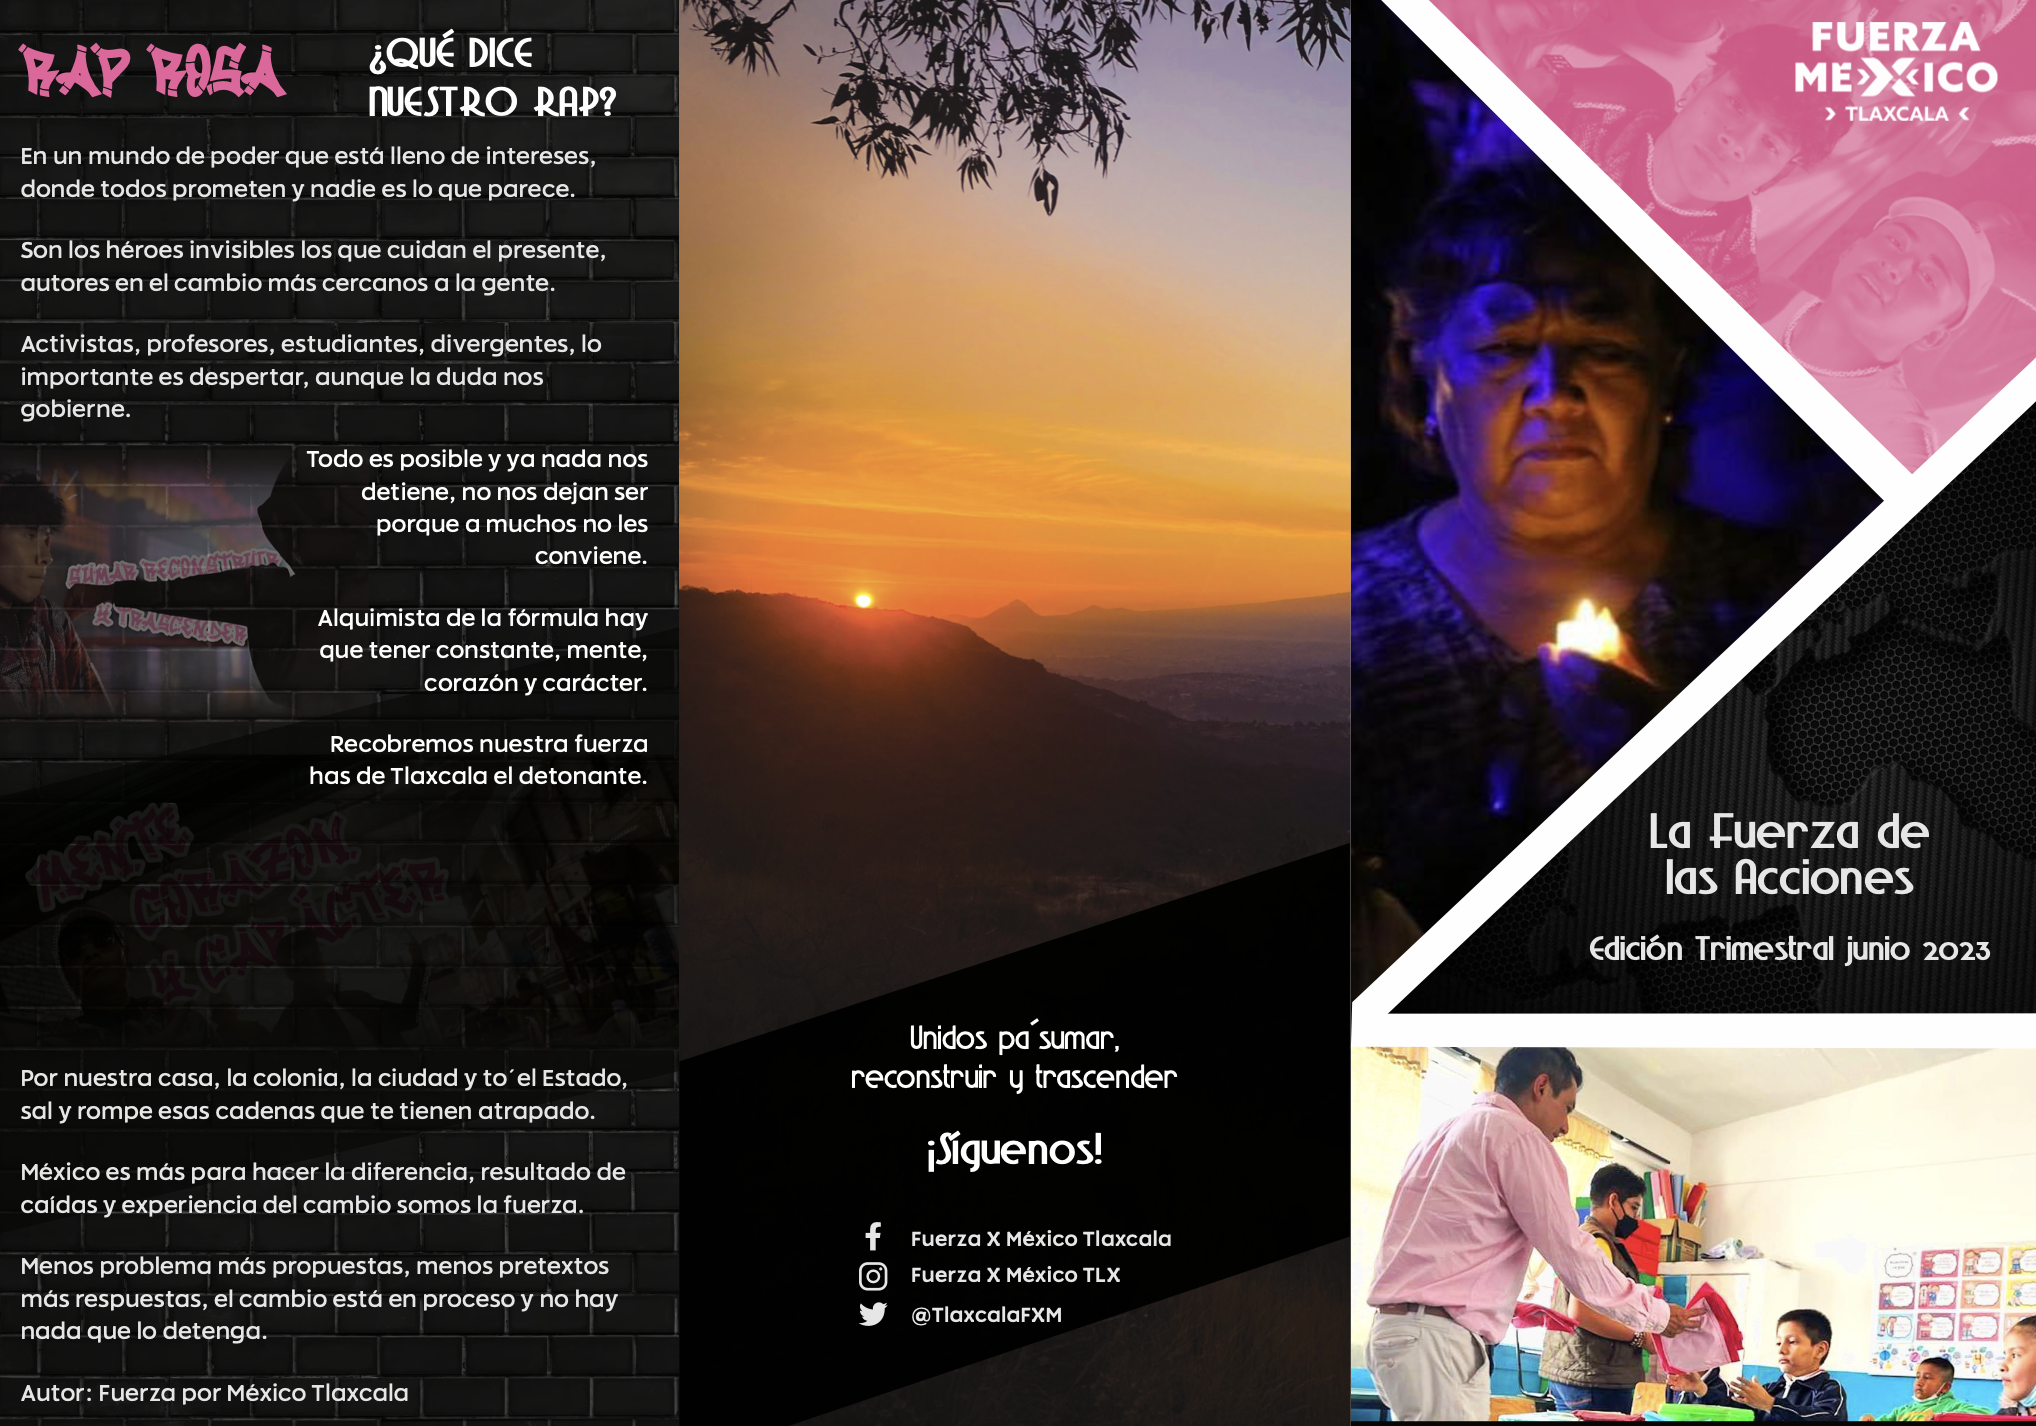 RAP ROSA
¿QUÉ DICE
NUESTRO RAP?
En un mundo de poder que está lleno de intereses,
donde todos prometen y nadie es lo que parece.
Son los héroes invisibles los que cuidan el presente,
autores en el cambio más cercanos a la gente.
Activistas, profesores, estudiantes, divergentes, lo
importante es despertar, aunque la duda nos
gobierne.
Todo es posible y ya nada nos
detiene, no nos dejan ser
porque a muchos no les
conviene.
SUMAR RECONSTRUIR
Y TRASCENDER
Alquimista de la fórmula hay
que tener constante, mente,
corazón y carácter.
Recobremos nuestra fuerza
has de Tlaxcala el detonante.
MENTE
CORAZON
Y CARÁCTER
Por nuestra casa, la colonia, la ciudad y to´el Estado,
sal y rompe esas cadenas que te tienen atrapado.
México es más para hacer la diferencia, resultado de
caídas y experiencia del cambio somos la fuerza.
Menos problema más propuestas, menos pretextos
más respuestas, el cambio está en proceso y no hay
nada que lo detenga.
Autor: Fuerza por México Tlaxcala
Unidos pa´sumar,
reconstruir y trascender
¡Síguenos!
Fuerza X México Tlaxcala
Fuerza X México TLX
@TlaxcalaFXM
FUERZA
MEXICO
TLAXCALA
La Fuerza de
las Acciones
Edición Trimestral junio 2023